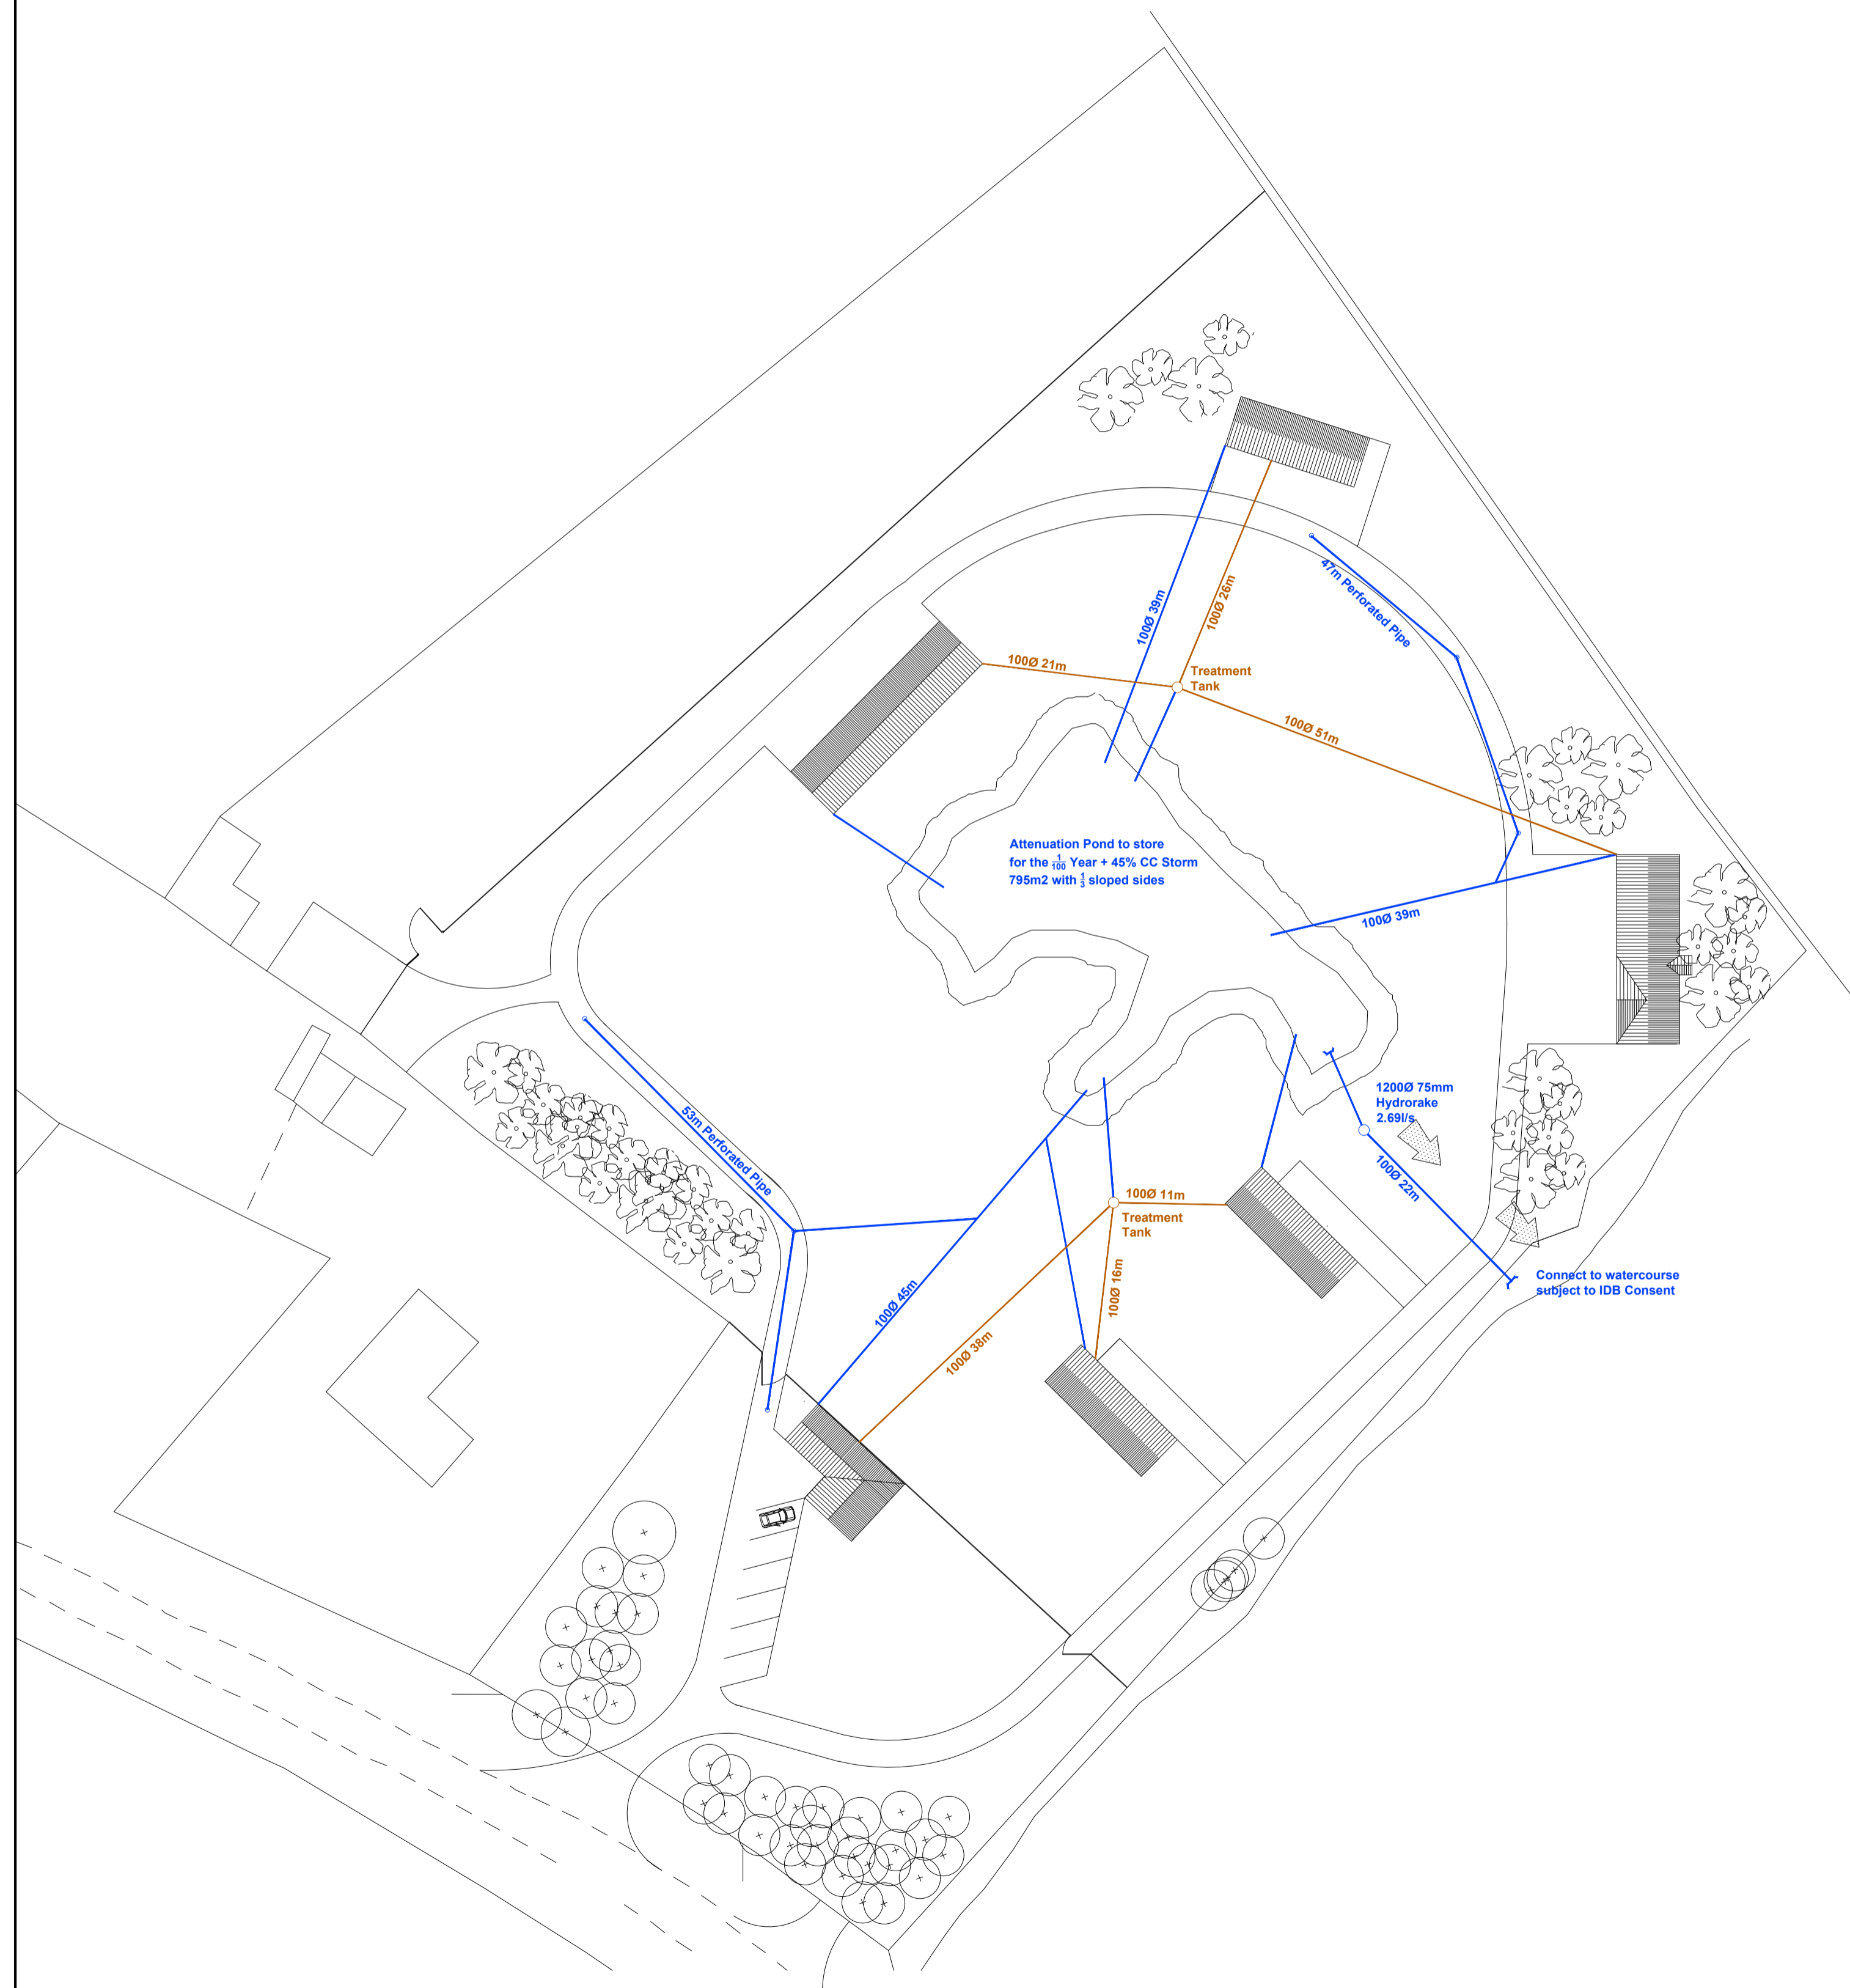 47m Perforated Pipe
100Ø 39m
100Ø 26m
100Ø 21m
Treatment
Tank
100Ø 51m
Attenuation Pond to store
for the 1/100 Year + 45% CC Storm
795m2 with 1/3 sloped sides
100Ø 39m
53m Perforated Pipe
1200Ø 75mm
Hydrorake
2.69l/s
100Ø 22m
100Ø 11m
Treatment
Tank
100Ø 16m
100Ø 45m
100Ø 38m
Connect to watercourse
subject to IDB Consent